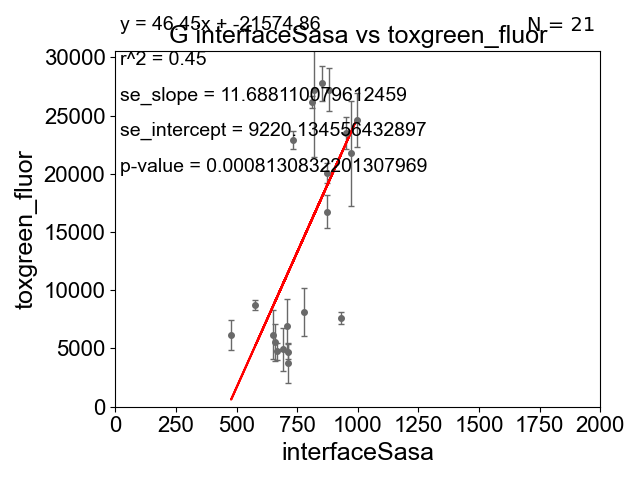 y = 46.45x + -21574.86
N = 21
G interfaceSasa vs toxgreen_fluor
r^2 = 0.45
se_slope = 11.688110079612459
se_intercept = 9220.134556432897
p-value = 0.0008130832201307969
30000
25000
20000
15000
10000
5000
0
toxgreen_fluor
0 250 500 750 1000 1250 1500 1750 2000
interfaceSasa